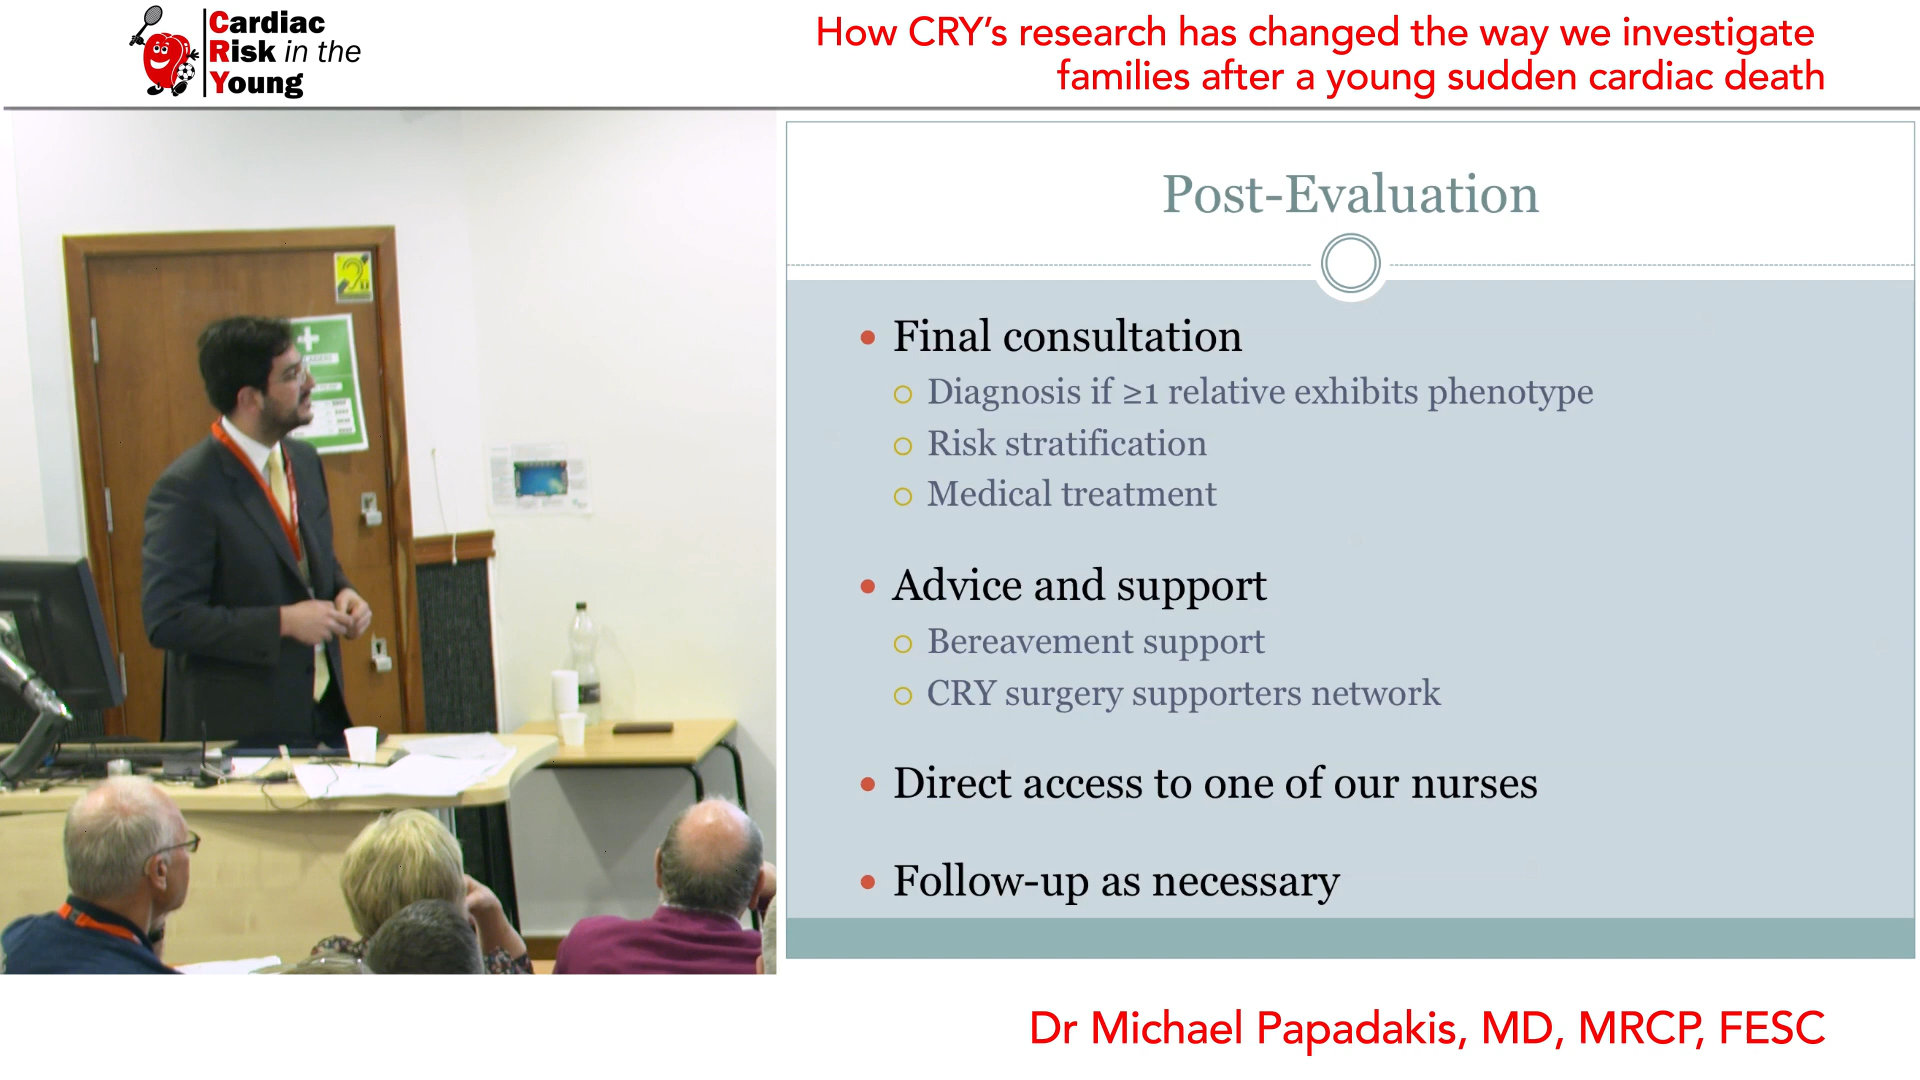 Cardiac
Risk in the
Young
How CRY's research has changed the way we investigate
families after a young sudden cardiac death
Post-Evaluation
• Final consultation
○ Diagnosis if ≥1 relative exhibits phenotype
○ Risk stratification
○ Medical treatment
• Advice and support
○ Bereavement support
○ CRY surgery supporters network
• Direct access to one of our nurses
• Follow-up as necessary
Dr Michael Papadakis, MD, MRCP, FESC